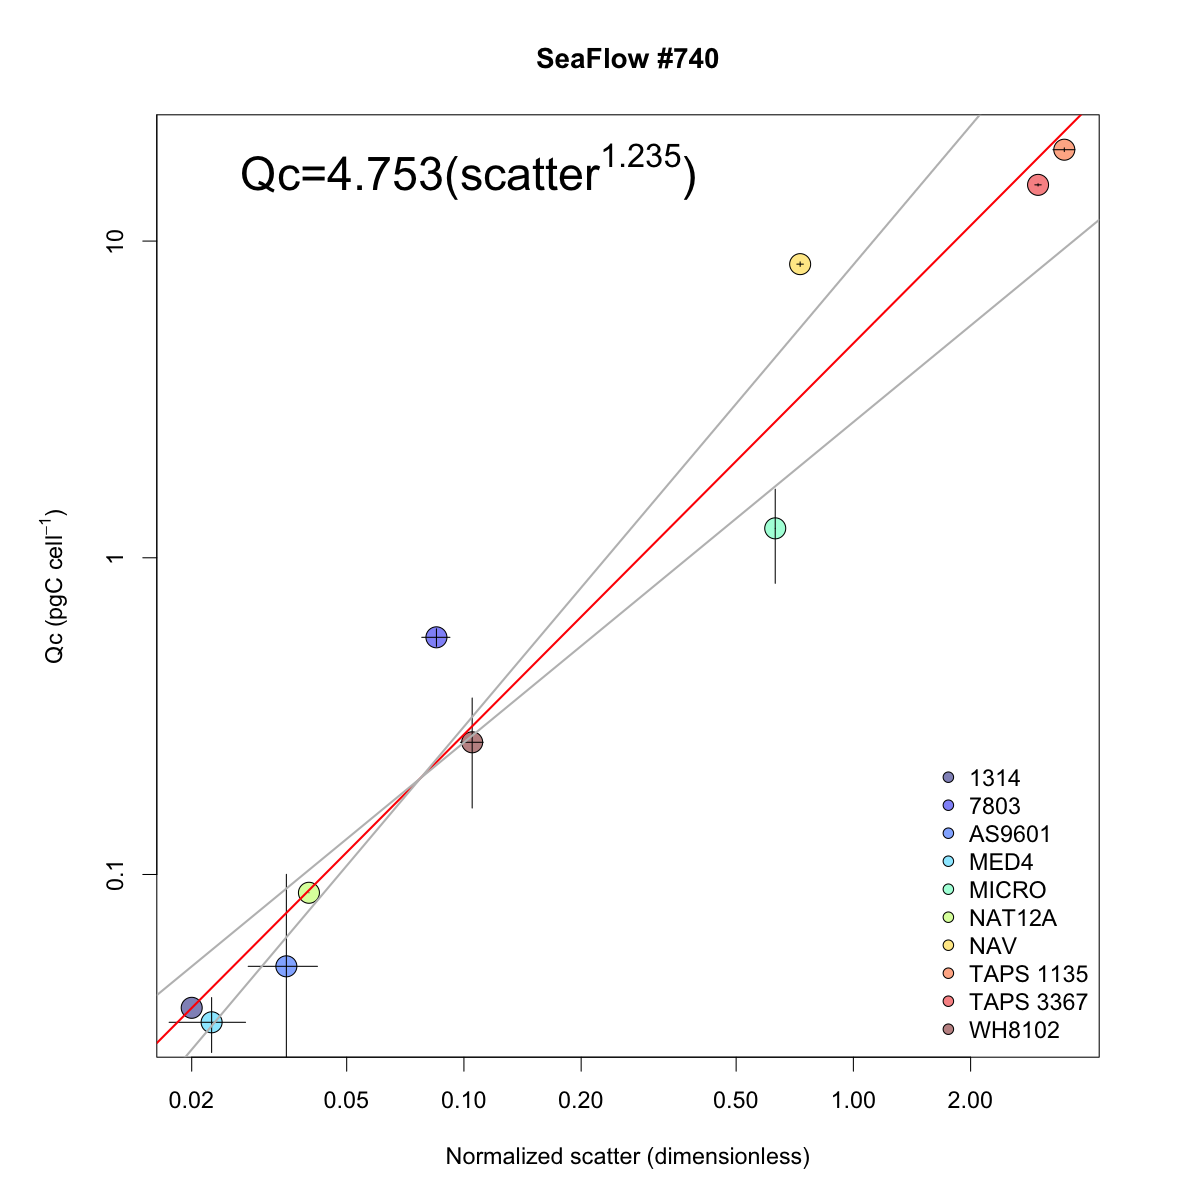 SeaFlow #740
Qc=4.753(scatter^1.235)
10
1
0.1
Qc (pgC cell^−1)
1314
7803
AS9601
MED4
MICRO
NAT12A
NAV
TAPS 1135
TAPS 3367
WH8102
0.02 0.05 0.10 0.20 0.50 1.00 2.00
Normalized scatter (dimensionless)